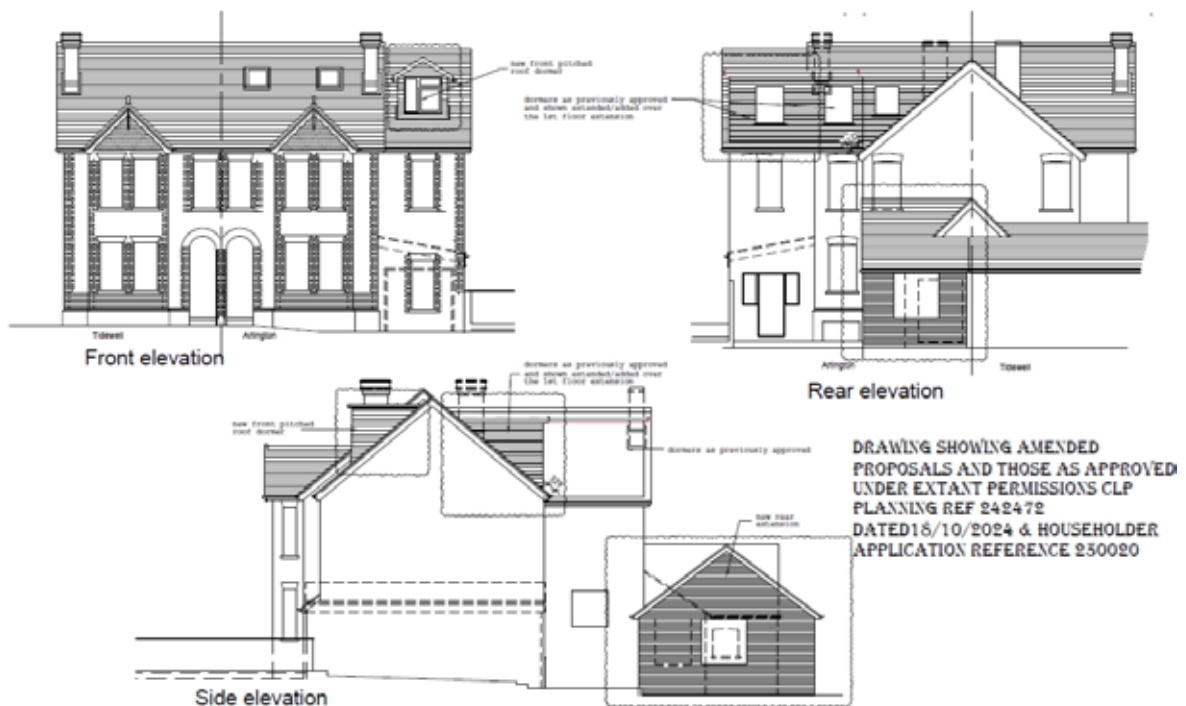 new front pitched
roof dormer
dormers as previously approved
and shown extended/added over
the 1st floor extension
Tidewell
Arlington
Front elevation
Arlington
Tidewell
Rear elevation
dormers as previously approved
and shown extended/added over
the 1st floor extension
new front pitched
roof dormer
dormers as previously approved
new rear
extension
Side elevation
DRAWING SHOWING AMENDED
PROPOSALS AND THOSE AS APPROVED
UNDER EXTANT PERMISSIONS CLP
PLANNING REF 242472
DATED18/10/2024 & HOUSEHOLDER
APPLICATION REFERENCE 230020